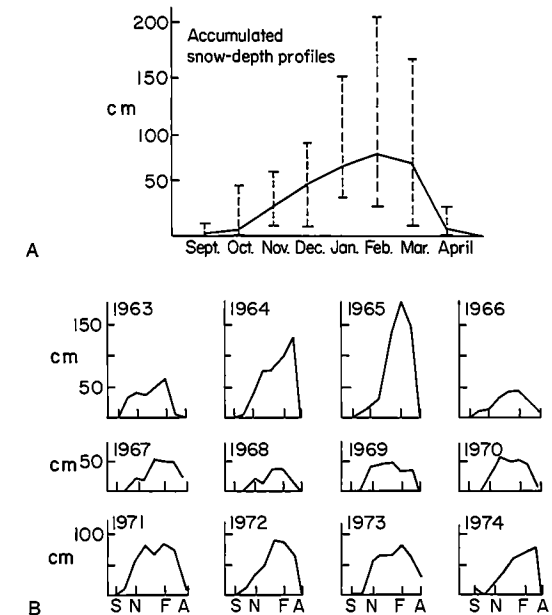 200
Accumulated
snow-depth profiles
150
cm
100
50
Sept. Oct. Nov. Dec. Jan. Feb. Mar. April
A
1963 1964 1965 1966
150
cm
50
1967 1968 1969 1970
cm 50
1971 1972 1973 1974
100
cm
S N F A S N F A S N F A S N F A
B